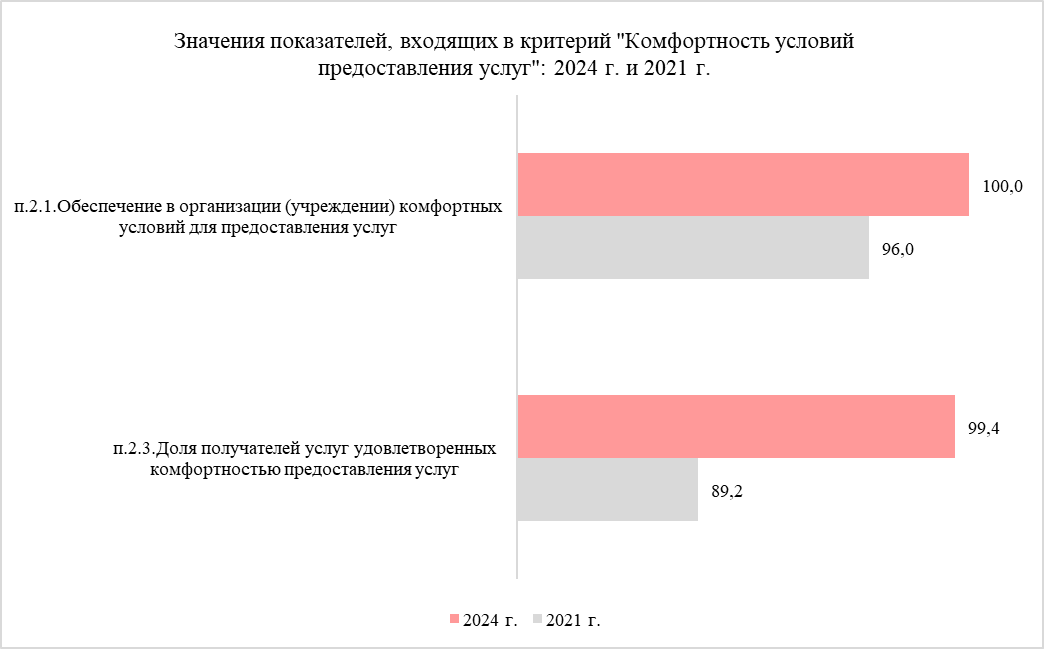 Значения показателей, входящих в критерий "Комфортность условий
предоставления услуг": 2024 г. и 2021 г.
п.2.1.Обеспечение в организации (учреждении) комфортных
условий для предоставления услуг
100,0
96,0
п.2.3.Доля получателей услуг удовлетворенных
комфортностью предоставления услуг
99,4
89,2
2024 г.
2021 г.